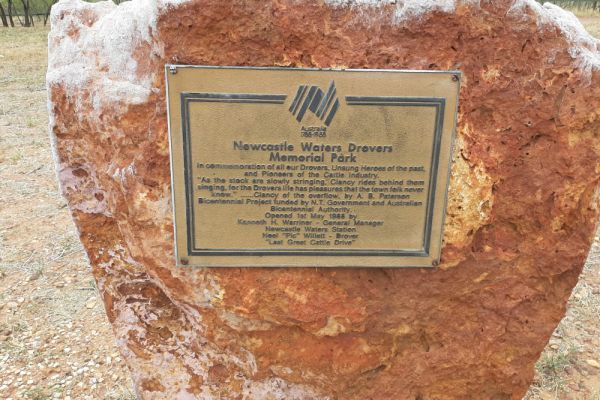 Australia
1788-1988
Newcastle Waters Drovers
Memorial Park
In commemoration of all our Drovers, Unsung Heroes of the past,
and Pioneers of the Cattle Industry.
"As the stock are slowly stringing, Clancy rides behind them
singing, for the Drovers life has pleasures that the town folk never
know." Clancy of the overflow, by A. B. Paterson
Bicentennial Project funded by N.T. Government and Australian
Bicentennial Authority.
Opened 1st May 1988 by
Kenneth H. Warriner - General Manager
Newcastle Waters Station
Noel "Pic" Willett - Drover
"Last Great Cattle Drive"